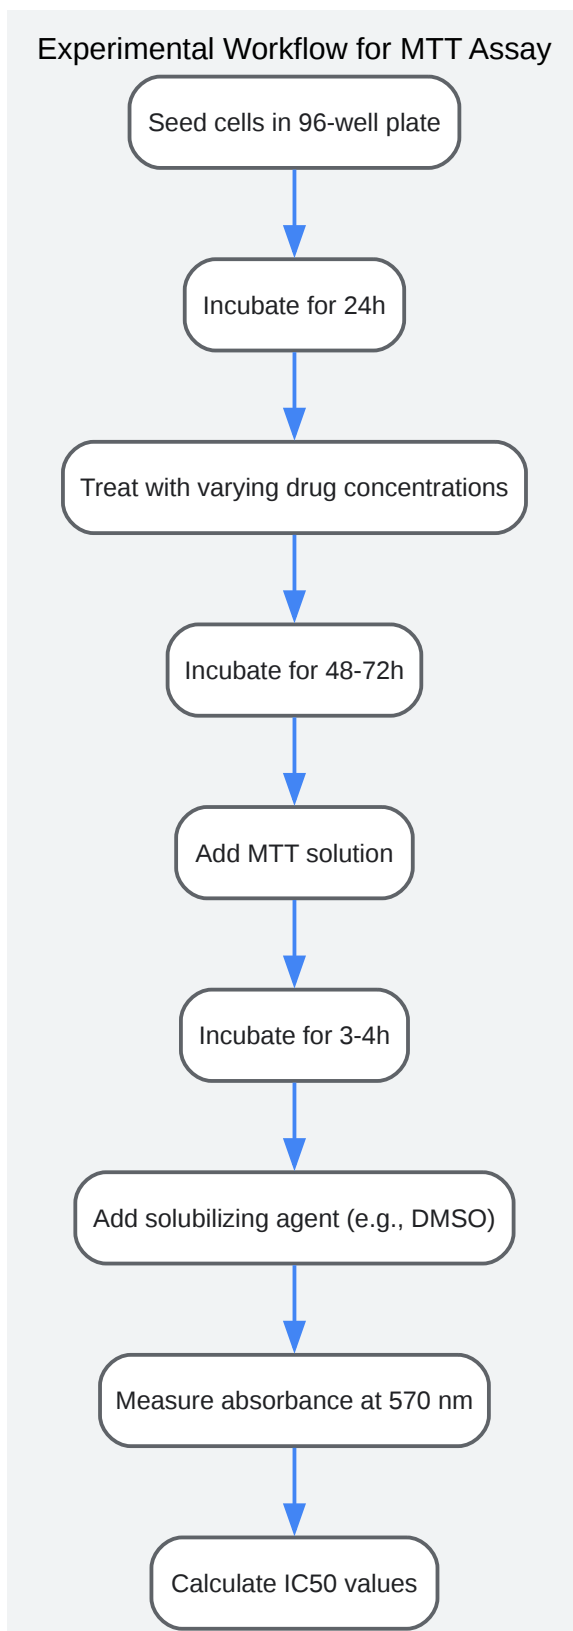 Experimental Workflow for MTT Assay
Seed cells in 96-well plate
Incubate for 24h
Treat with varying drug concentrations
Incubate for 48-72h
Add MTT solution
Incubate for 3-4h
Add solubilizing agent (e.g., DMSO)
Measure absorbance at 570 nm
Calculate IC50 values